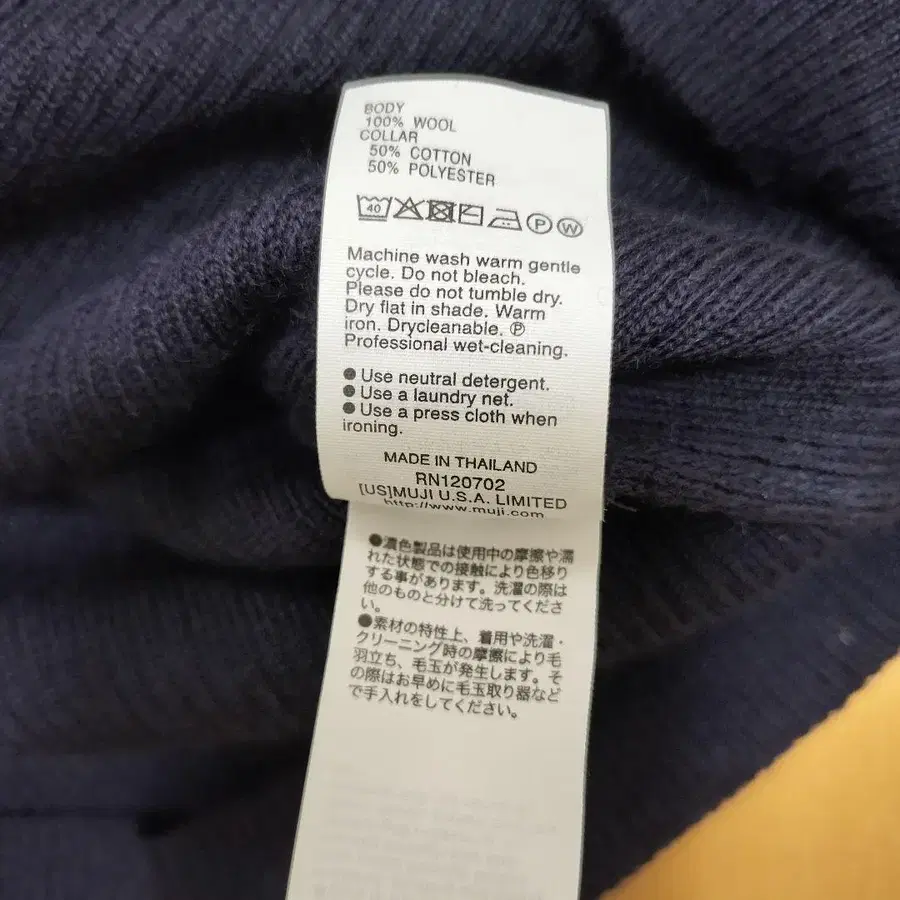 BODY
100% WOOL
COLLAR
50% COTTON
50% POLYESTER
40
P W
Machine wash warm gentle
cycle. Do not bleach.
Please do not tumble dry.
Dry flat in shade. Warm
iron. Drycleanable. Ⓟ
Professional wet-cleaning.
● Use neutral detergent.
● Use a laundry net.
● Use a press cloth when
ironing.
MADE IN THAILAND
RN120702
[US]MUJI U.S.A. LIMITED
http://www.muji.com
●濃色製品は使用中の摩擦や濡
れた状態での接触により色移り
する事があります。洗濯の際は
他のものと分けて洗ってくださ
い。
●素材の特性上、着用や洗濯・
クリーニング時の摩擦により毛
羽立ち、毛玉が発生します。そ
の際はお早めに毛玉取り器など
で手入れをしてください。